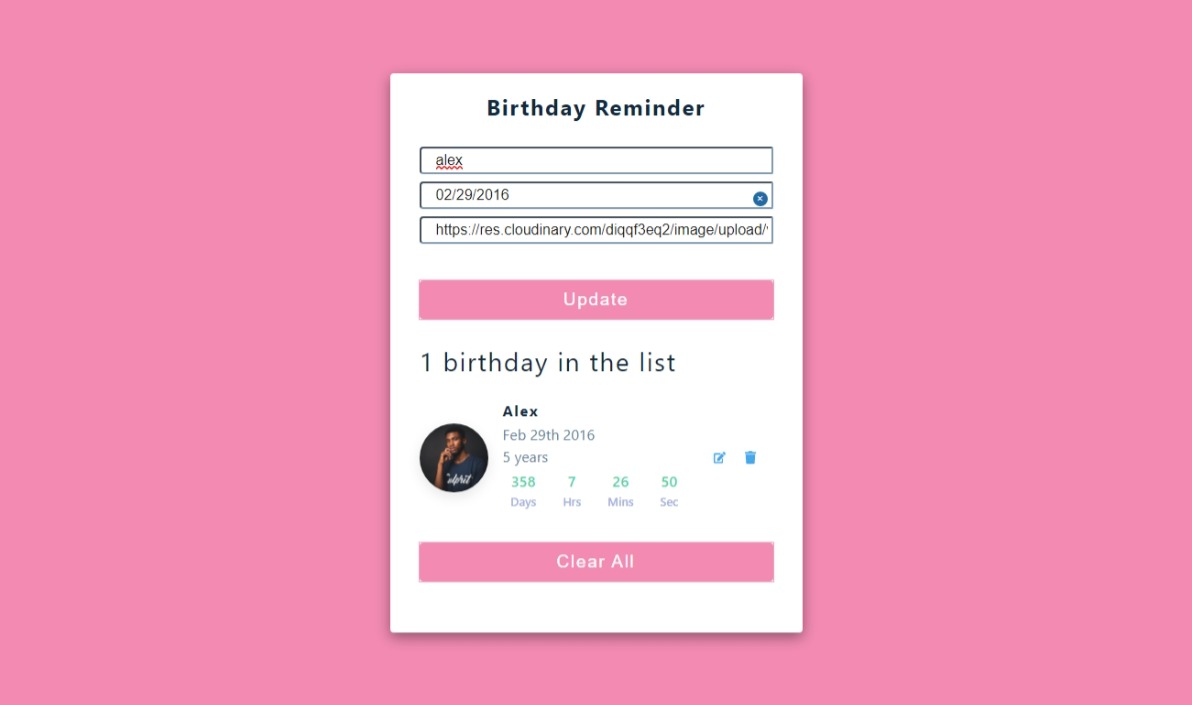 Birthday Reminder
alex
02/29/2016
https://res.cloudinary.com/diqqf3eq2/image/upload/
Update
1 birthday in the list
Alex
Feb 29th 2016
5 years
358 7 26 50
Days Hrs Mins Sec
Clear All